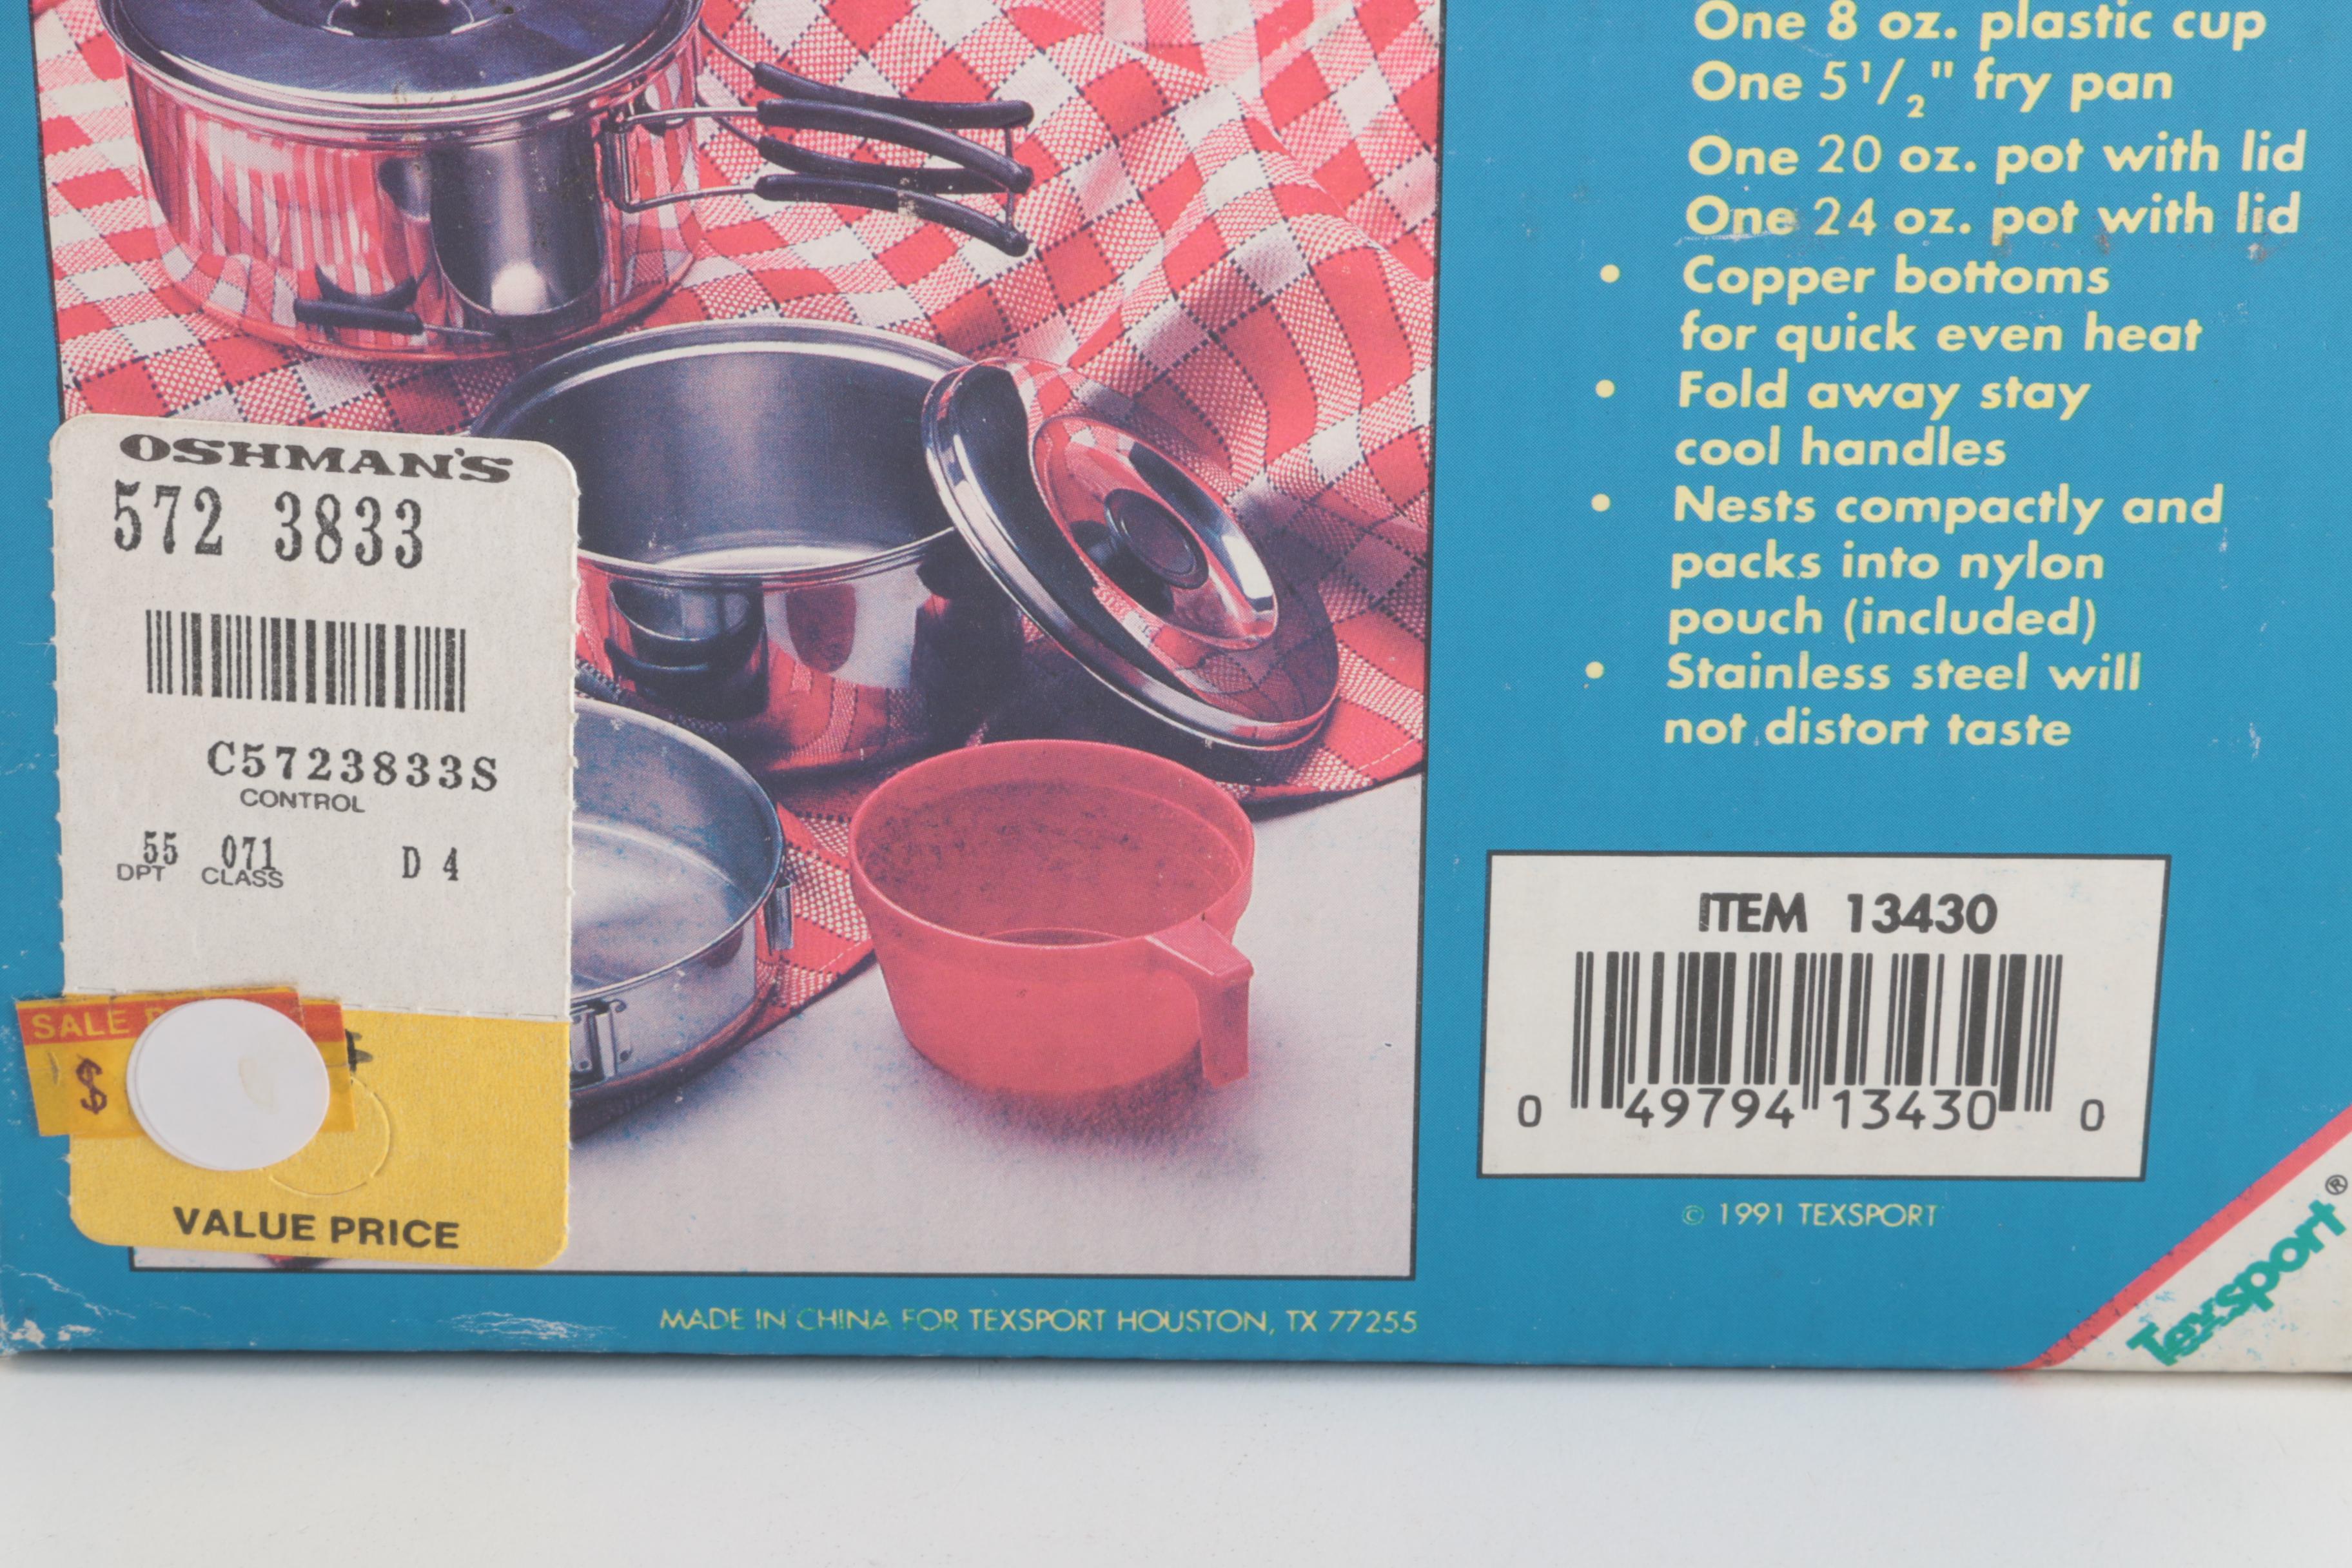 One 8 oz. plastic cup
One 5 1/2" fry pan
One 20 oz. pot with lid
One 24 oz. pot with lid
• Copper bottoms
for quick even heat
• Fold away stay
cool handles
• Nests compactly and
packs into nylon
pouch (included)
• Stainless steel will
not distort taste
OSHMAN'S
572 3833
C5723833S
CONTROL
55 071 D 4
DPT CLASS
SALE
$
VALUE PRICE
ITEM 13430
0 49794 13430 0
© 1991 TEXSPORT
Texsport®
MADE IN CHINA FOR TEXSPORT HOUSTON, TX 77255